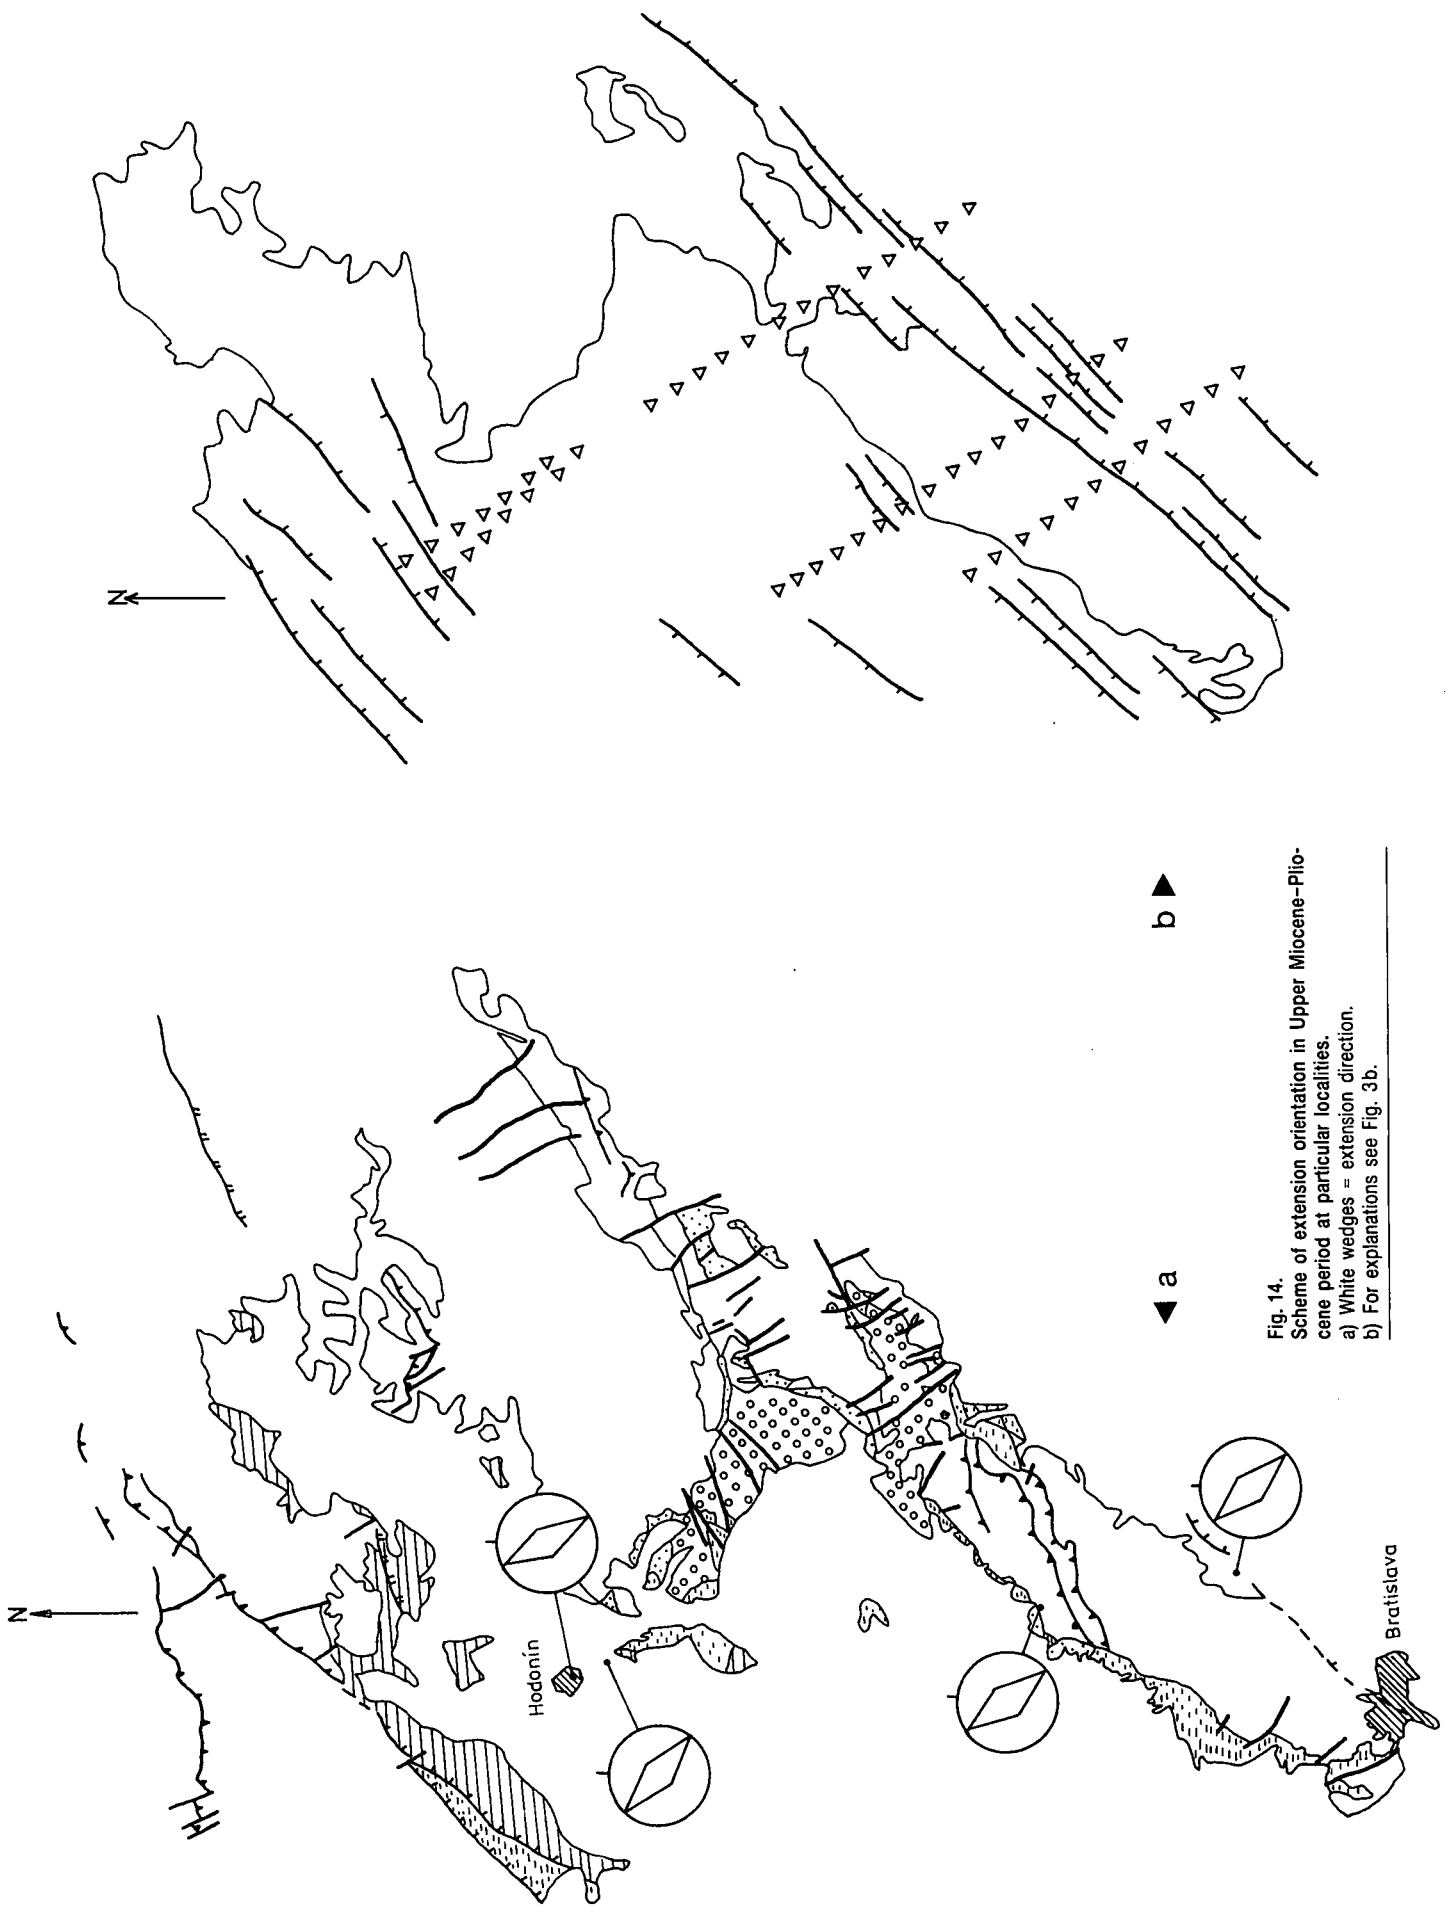 N
N
Hodonín
Bratislava
◀ a
b ▶
Fig. 14.
Scheme of extension orientation in Upper Miocene–Plio-
cene period at particular localities.
a) White wedges = extension direction.
b) For explanations see Fig. 3b.